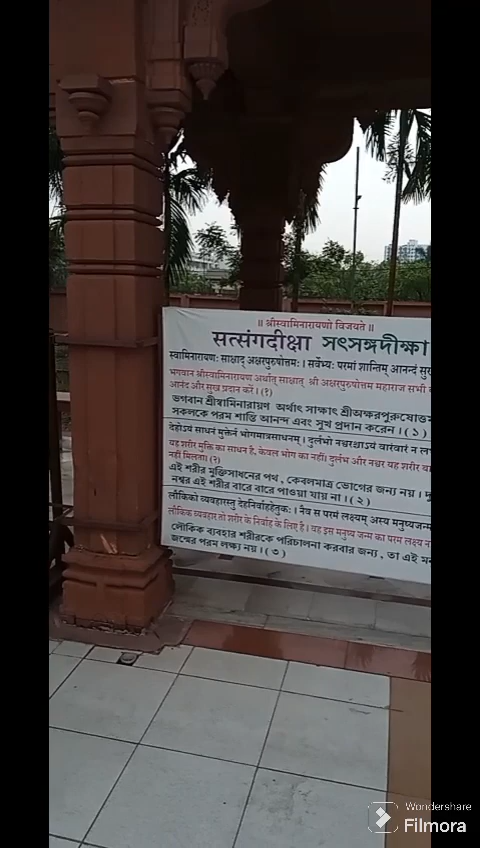 ॥ श्रीस्वामिनारायणो विजयते ॥
सत्संगदीक्षा সৎসঙ্গদীক্ষা
स्वामिनारायणः साक्षाद् अक्षरपुरुषोत्तमः। सर्वेभ्यः परमां शान्तिम् आनन्दं
भगवान श्रीस्वामिनारायण अर्थात् साक्षात् श्री अक्षरपुरुषोत्तम महाराज सभी
आनंद और सुख प्रदान करें। (१)
ভগবান শ্রীস্বামিনারায়ণ অর্থাৎ সাক্ষাৎ শ্রীঅক্ষরপুরুষোত্তম
সকলকে পরম শান্তি আনন্দ এবং সুখ প্রদান করেন। (১)
देहोऽयं साधनं मुक्तेर्न भोगमात्रसाधनम्। दुर्लभो नश्वरश्चाऽयं वारंवारं न
यह शरीर मुक्ति का साधन है, केवल भोग का नहीं। दुर्लभ और नश्वर यह शरीर
नहीं मिलता। (२)
এই শরীর মুক্তিসাধনের পথ, কেবলমাত্র ভোগের জন্য নয়।
নশ্বর এই শরীর বারে বারে পাওয়া যায় না। (২)
लौकिको व्यवहारस्तु देहनिर्वाहहेतुकः। नैव स परमं लक्ष्यम् अस्य मनुष्यजन्म
लौकिक व्यवहार तो शरीर के निर्वाह के लिए है। वह इस मनुष्य जन्म का परम लक्ष्य
লৌকিক ব্যবহার শরীরকে পরিচালনা করবার জন্য, তা এই
জন্মের পরম লক্ষ্য নয়। (৩)
Wondershare
Filmora